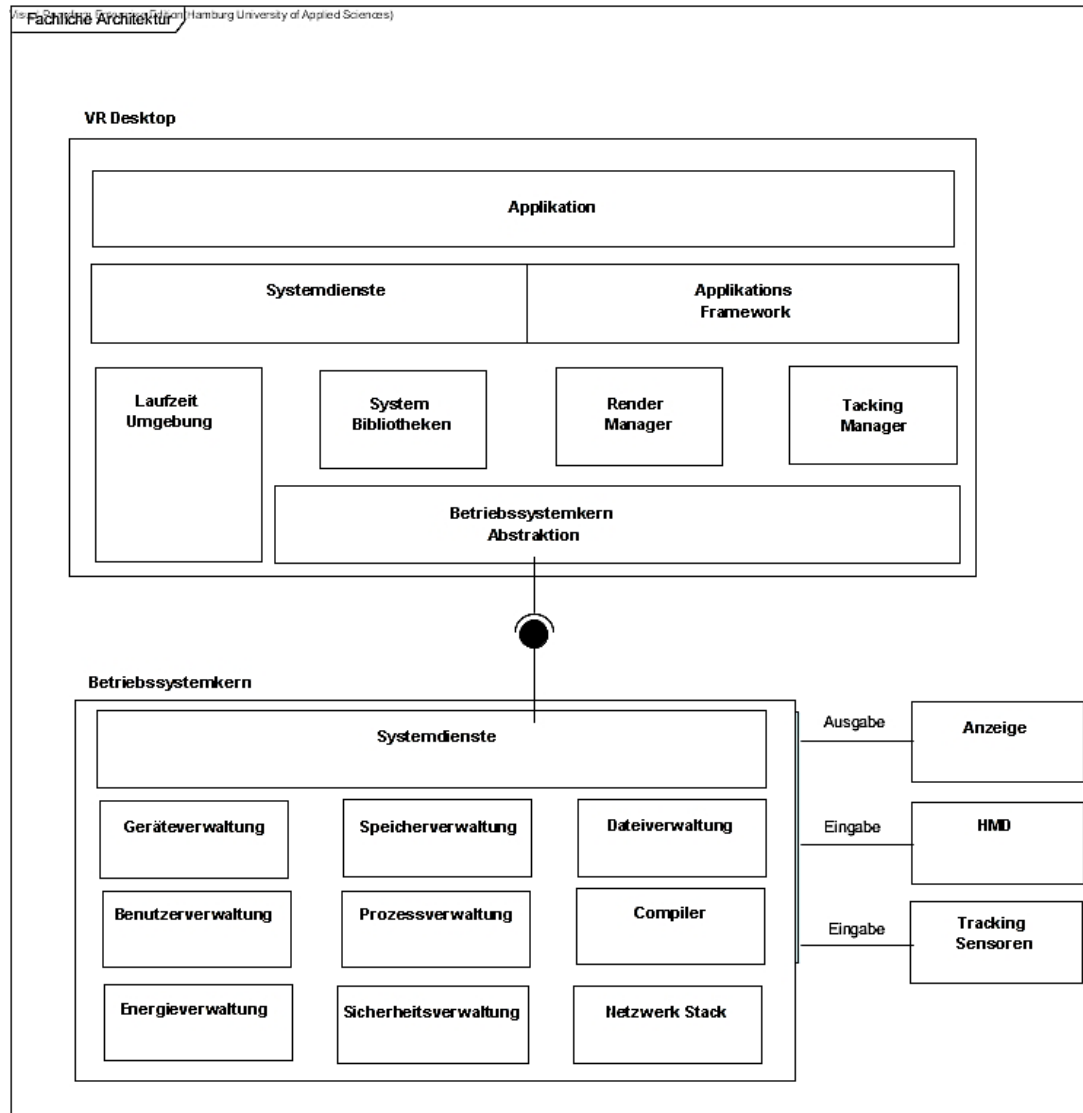 (Hamburg University of Applied Sciences)
Fachliche Architektur
VR Desktop
Applikation
Systemdienste
Applikations
Framework
Laufzeit
Umgebung
System
Bibliotheken
Render
Manager
Tacking
Manager
Betriebssystemkern
Abstraktion
Betriebssystemkern
Systemdienste
Ausgabe
Anzeige
Geräteverwaltung
Speicherverwaltung
Dateiverwaltung
Eingabe
HMD
Benutzerverwaltung
Prozessverwaltung
Compiler
Eingabe
Tracking
Sensoren
Energieverwaltung
Sicherheitsverwaltung
Netzwerk Stack